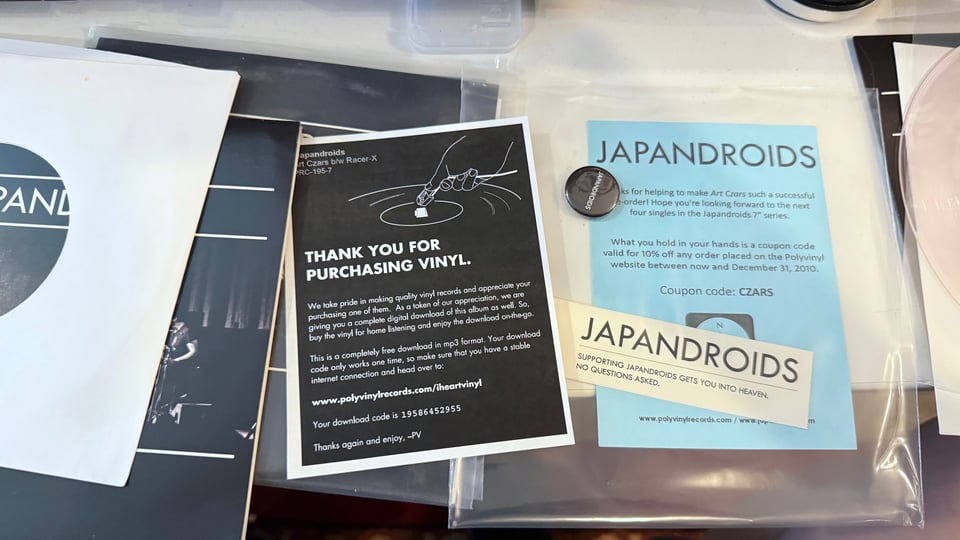 PAND
Japandroids
Art Czars b/w Racer-X
PRC-195-7
THANK YOU FOR
PURCHASING VINYL.
We take pride in making quality vinyl records and appreciate your
purchasing one of them. As a token of our appreciation, we are
giving you a complete digital download of this album as well. So,
buy the vinyl for home listening and enjoy the download on-the-go.
This is a completely free download in mp3 format. Your download
code only works one time, so make sure that you have a stable
internet connection and head over to:
www.polyvinylrecords.com/iheartvinyl
Your download code is 19586452955
Thanks again and enjoy, –PV
JAPANDROIDS
JAPANDROIDS
ks for helping to make Art Czars such a successful
-order! Hope you're looking forward to the next
four singles in the Japandroids 7" series.
What you hold in your hands is a coupon code
valid for 10% off any order placed on the Polyvinyl
website between now and December 31, 2010.
Coupon code: CZARS
N
JAPANDROIDS
SUPPORTING JAPANDROIDS GETS YOU INTO HEAVEN.
NO QUESTIONS ASKED.
www.polyvinylrecords.com / www.